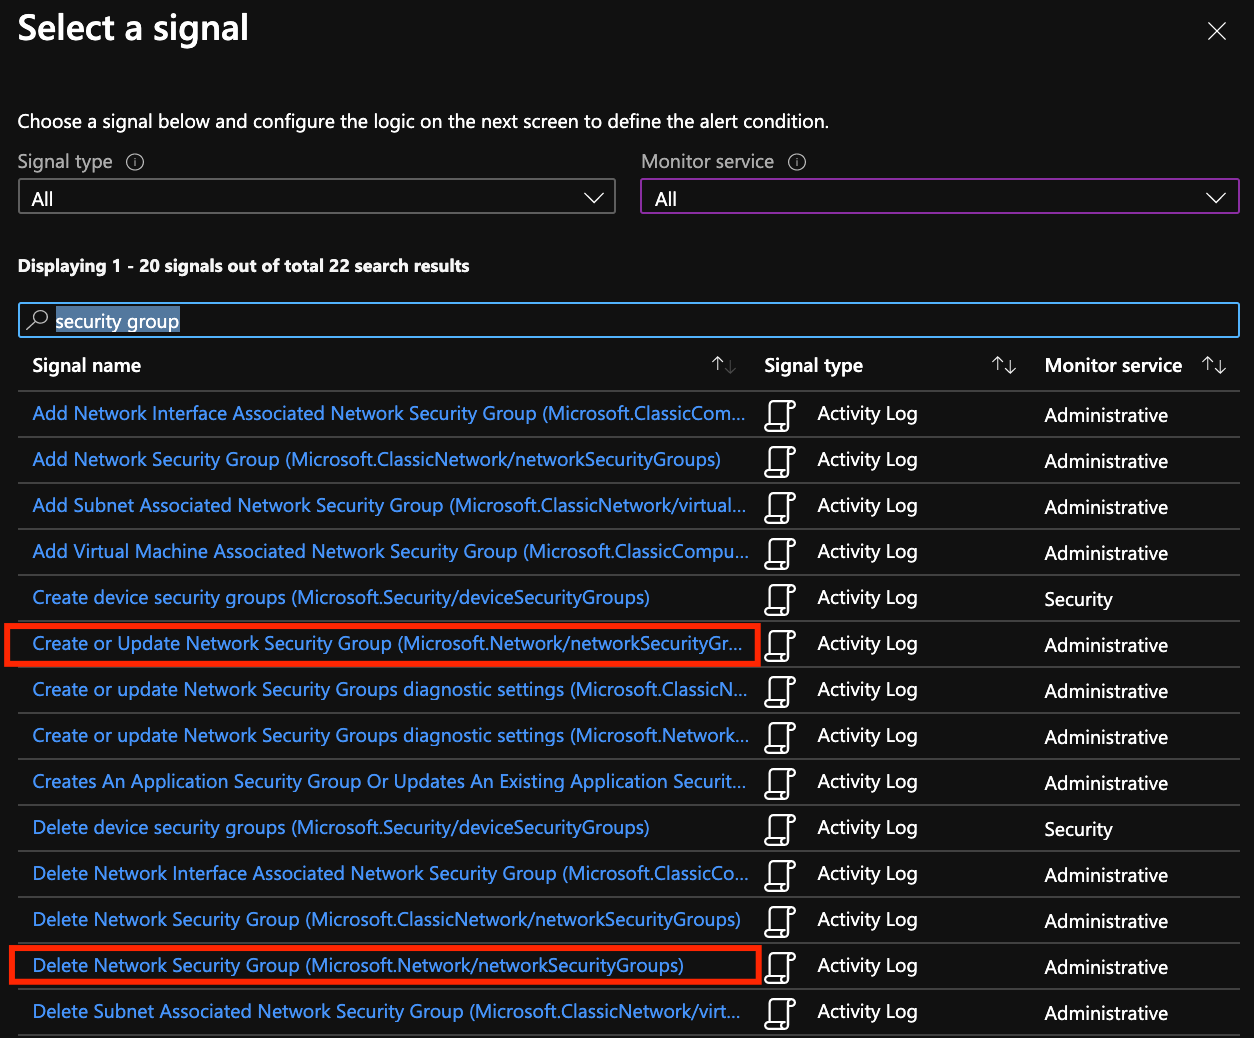 Select a signal
Choose a signal below and configure the logic on the next screen to define the alert condition.
Signal type Monitor service
All All
Displaying 1 - 20 signals out of total 22 search results
security group
Signal name Signal type Monitor service
Add Network Interface Associated Network Security Group (Microsoft.ClassicCom... Activity Log Administrative
Add Network Security Group (Microsoft.ClassicNetwork/networkSecurityGroups) Activity Log Administrative
Add Subnet Associated Network Security Group (Microsoft.ClassicNetwork/virtual... Activity Log Administrative
Add Virtual Machine Associated Network Security Group (Microsoft.ClassicCompu... Activity Log Administrative
Create device security groups (Microsoft.Security/deviceSecurityGroups) Activity Log Security
Create or Update Network Security Group (Microsoft.Network/networkSecurityGr... Activity Log Administrative
Create or update Network Security Groups diagnostic settings (Microsoft.ClassicN... Activity Log Administrative
Create or update Network Security Groups diagnostic settings (Microsoft.Network... Activity Log Administrative
Creates An Application Security Group Or Updates An Existing Application Securit... Activity Log Administrative
Delete device security groups (Microsoft.Security/deviceSecurityGroups) Activity Log Security
Delete Network Interface Associated Network Security Group (Microsoft.ClassicCo... Activity Log Administrative
Delete Network Security Group (Microsoft.ClassicNetwork/networkSecurityGroups) Activity Log Administrative
Delete Network Security Group (Microsoft.Network/networkSecurityGroups) Activity Log Administrative
Delete Subnet Associated Network Security Group (Microsoft.ClassicNetwork/virt... Activity Log Administrative